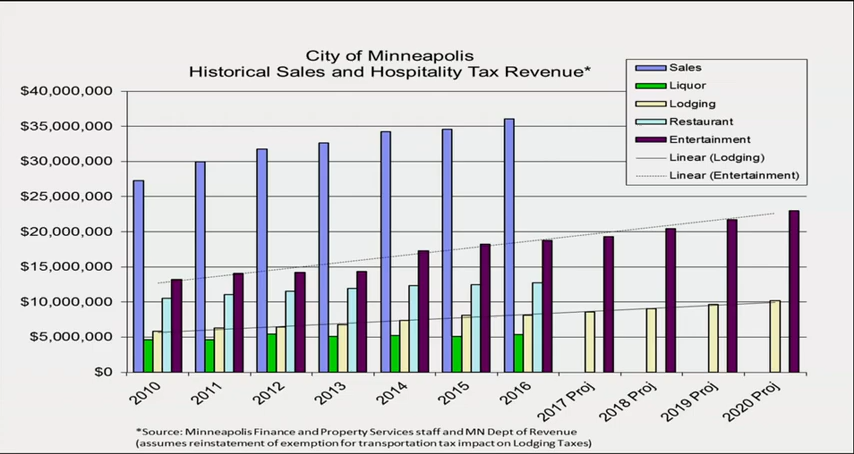 City of Minneapolis
Historical Sales and Hospitality Tax Revenue*
Sales
Liquor
Lodging
Restaurant
Entertainment
Linear (Lodging)
Linear (Entertainment)
$40,000,000
$35,000,000
$30,000,000
$25,000,000
$20,000,000
$15,000,000
$10,000,000
$5,000,000
$0
2010
2011
2012
2013
2014
2015
2016
2017 Proj
2018 Proj
2019 Proj
2020 Proj
*Source: Minneapolis Finance and Property Services staff and MN Dept of Revenue
(assumes reinstatement of exemption for transportation tax impact on Lodging Taxes)